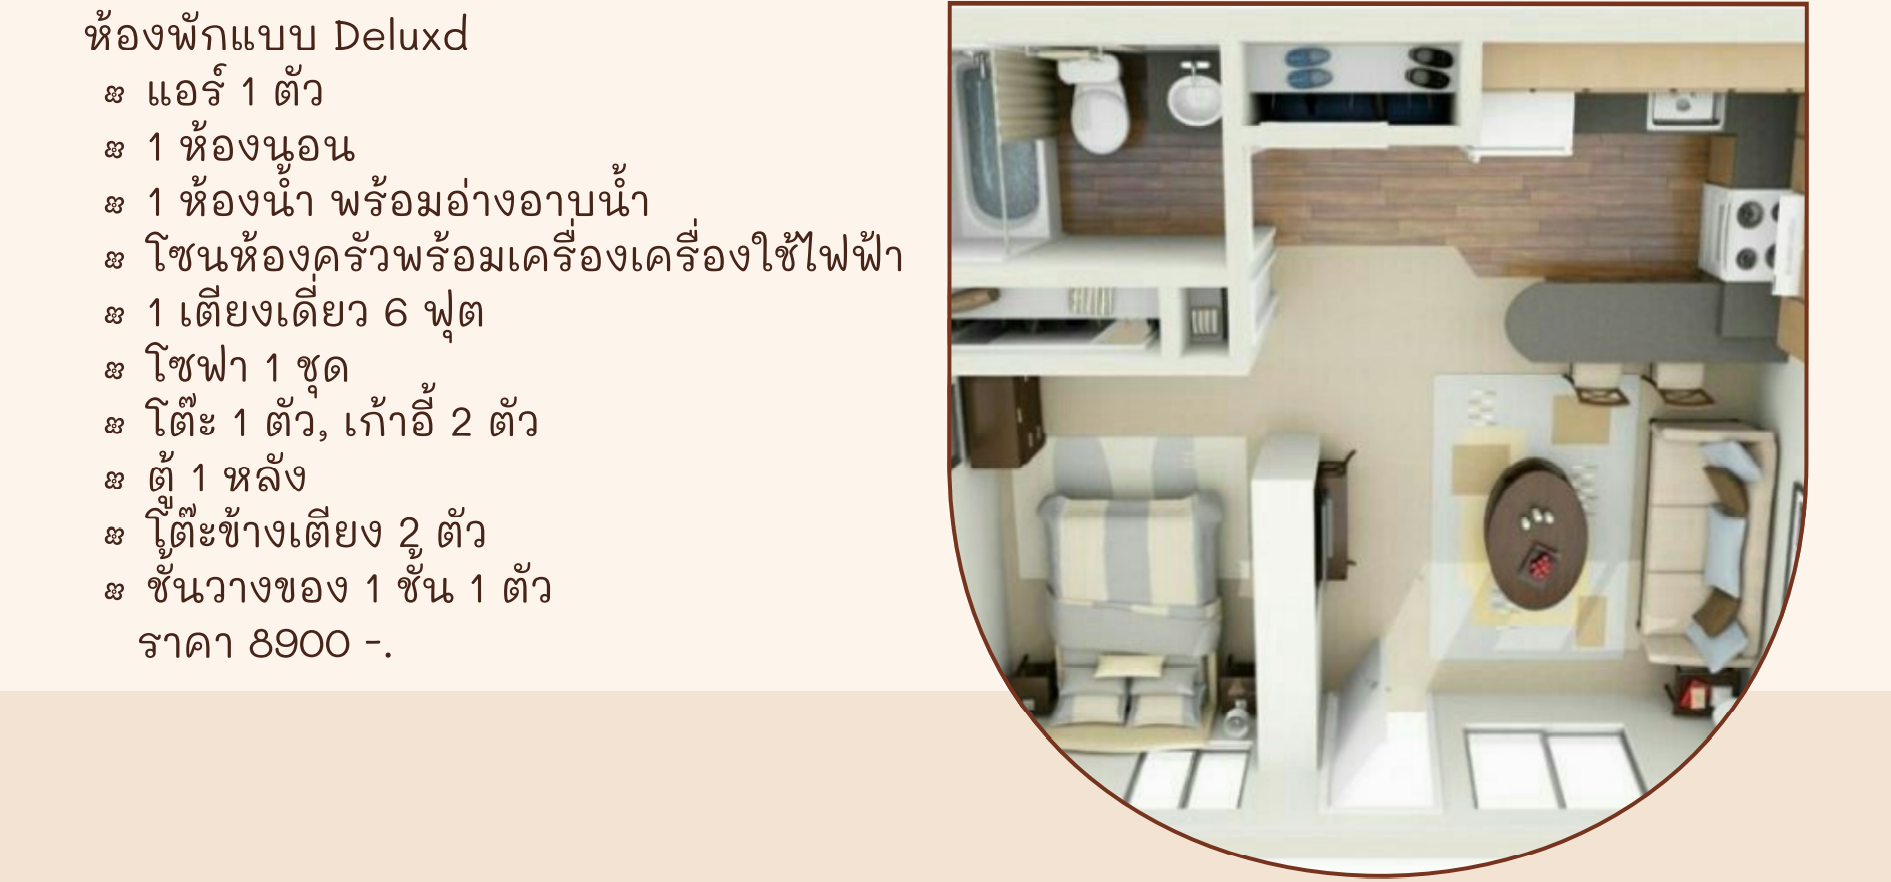 ห้องพักแบบ Deluxd
แอร์ 1 ตัว
1 ห้องนอน
1 ห้องน้ำ พร้อมอ่างอาบน้ำ
โซนห้องครัวพร้อมเครื่องเครื่องใช้ไฟฟ้า
1 เตียงเดี่ยว 6 ฟุต
โซฟา 1 ชุด
โต๊ะ 1 ตัว, เก้าอี้ 2 ตัว
ตู้ 1 หลัง
โต๊ะข้างเตียง 2 ตัว
ชั้นวางของ 1 ชั้น 1 ตัว
ราคา 8900 -.